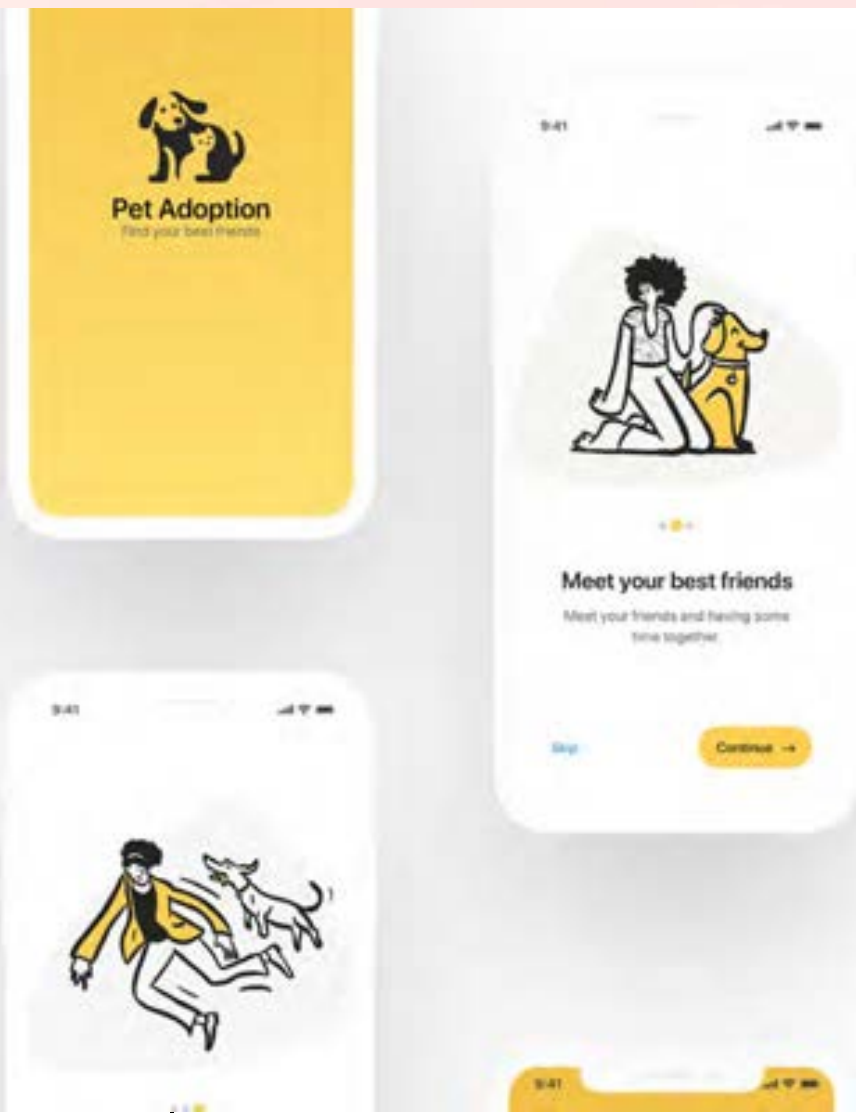 Pet Adoption
Find your best friends
9:41
Meet your best friends
Meet your friends and having some
time together
Skip
Continue →
9:41
9:41